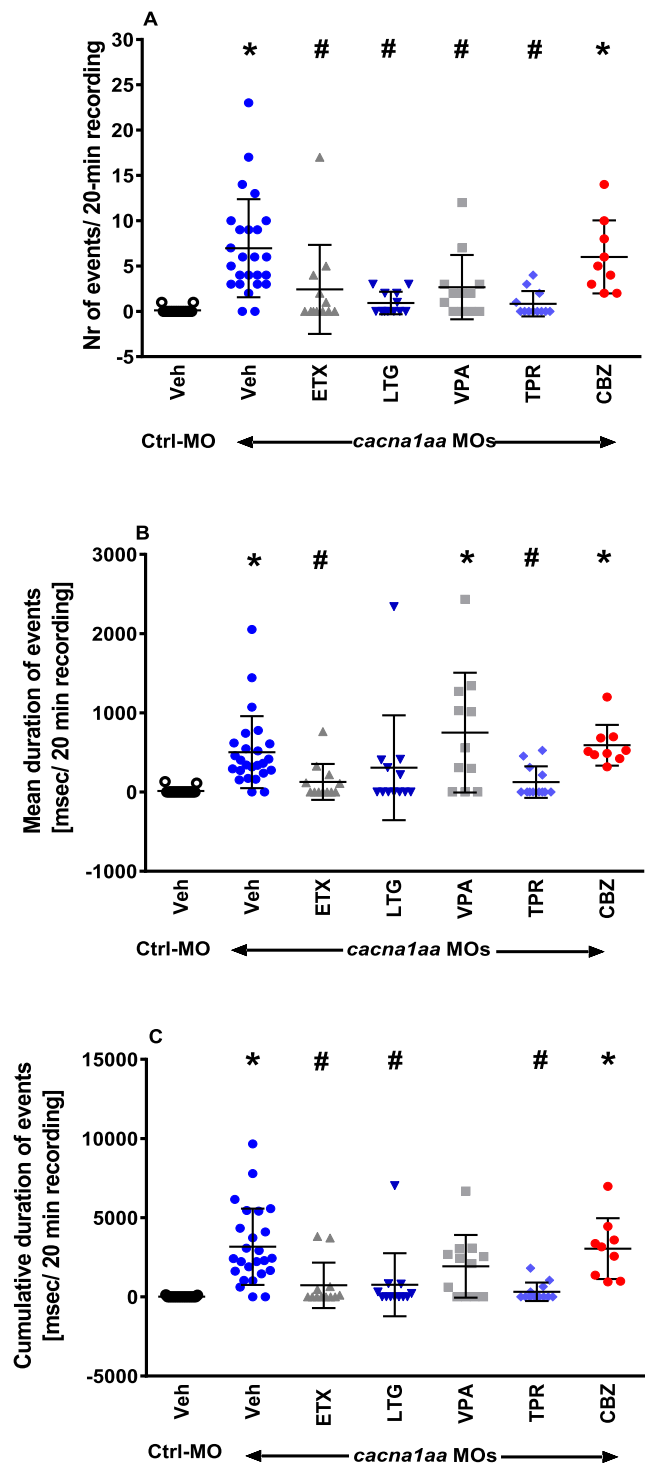 A
30
25
20
15
10
5
0
-5
Nr of events/ 20-min recording
* # # # # *
Veh
Veh
ETX
LTG
VPA
TPR
CBZ
Ctrl-MO cacna1aa MOs
B
3000
2000
1000
0
-1000
Mean duration of events
[msec/ 20 min recording]
* # * # *
Veh
Veh
ETX
LTG
VPA
TPR
CBZ
Ctrl-MO cacna1aa MOs
C
15000
10000
5000
0
-5000
Cumulative duration of events
[msec/ 20 min recording]
* # # # *
Veh
Veh
ETX
LTG
VPA
TPR
CBZ
Ctrl-MO cacna1aa MOs